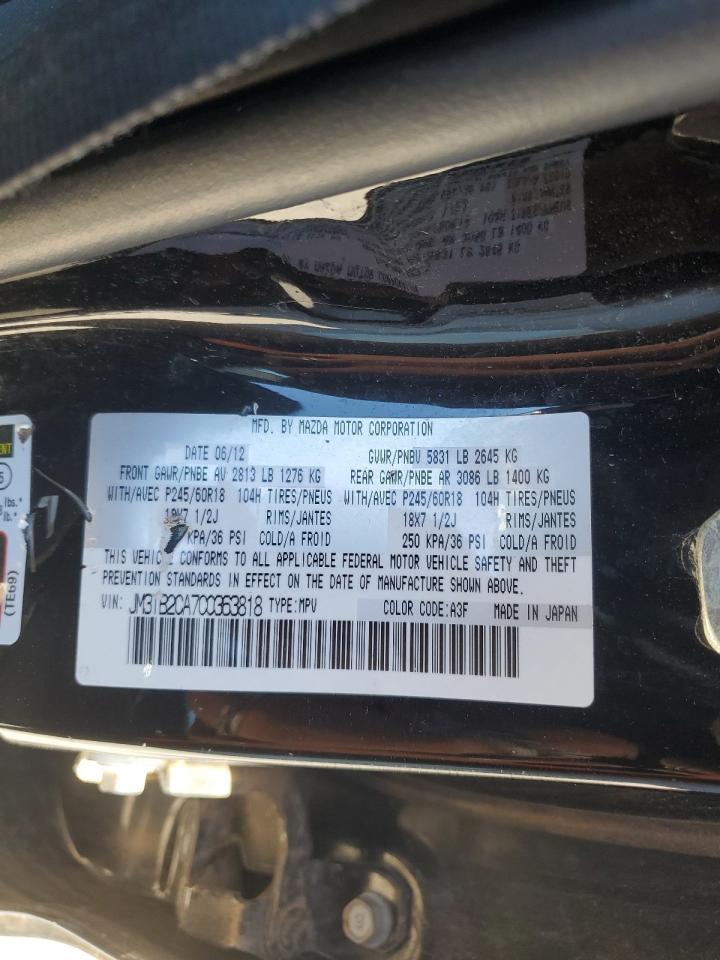 MFD. BY MAZDA MOTOR CORPORATION
DATE 06/12 GVWR/PNBV 5831 LB 2645 KG
FRONT GAWR/PNBE AV 2813 LB 1276 KG REAR GAWR/PNBE AR 3086 LB 1400 KG
WITH/AVEC P245/60R18 104H TIRES/PNEUS WITH/AVEC P245/60R18 104H TIRES/PNEUS
18X7 1/2J RIMS/JANTES 18X7 1/2J RIMS/JANTES
KPA/36 PSI COLD/A FROID 250 KPA/36 PSI COLD/A FROID
THIS VEHICLE CONFORMS TO ALL APPLICABLE FEDERAL MOTOR VEHICLE SAFETY AND THEFT
PREVENTION STANDARDS IN EFFECT ON THE DATE OF MANUFACTURE SHOWN ABOVE.
VIN: JM3TB2CA7C0363818 TYPE:MPV COLOR CODE:A3F MADE IN JAPAN
lbs.*
lb.*
(TE69)